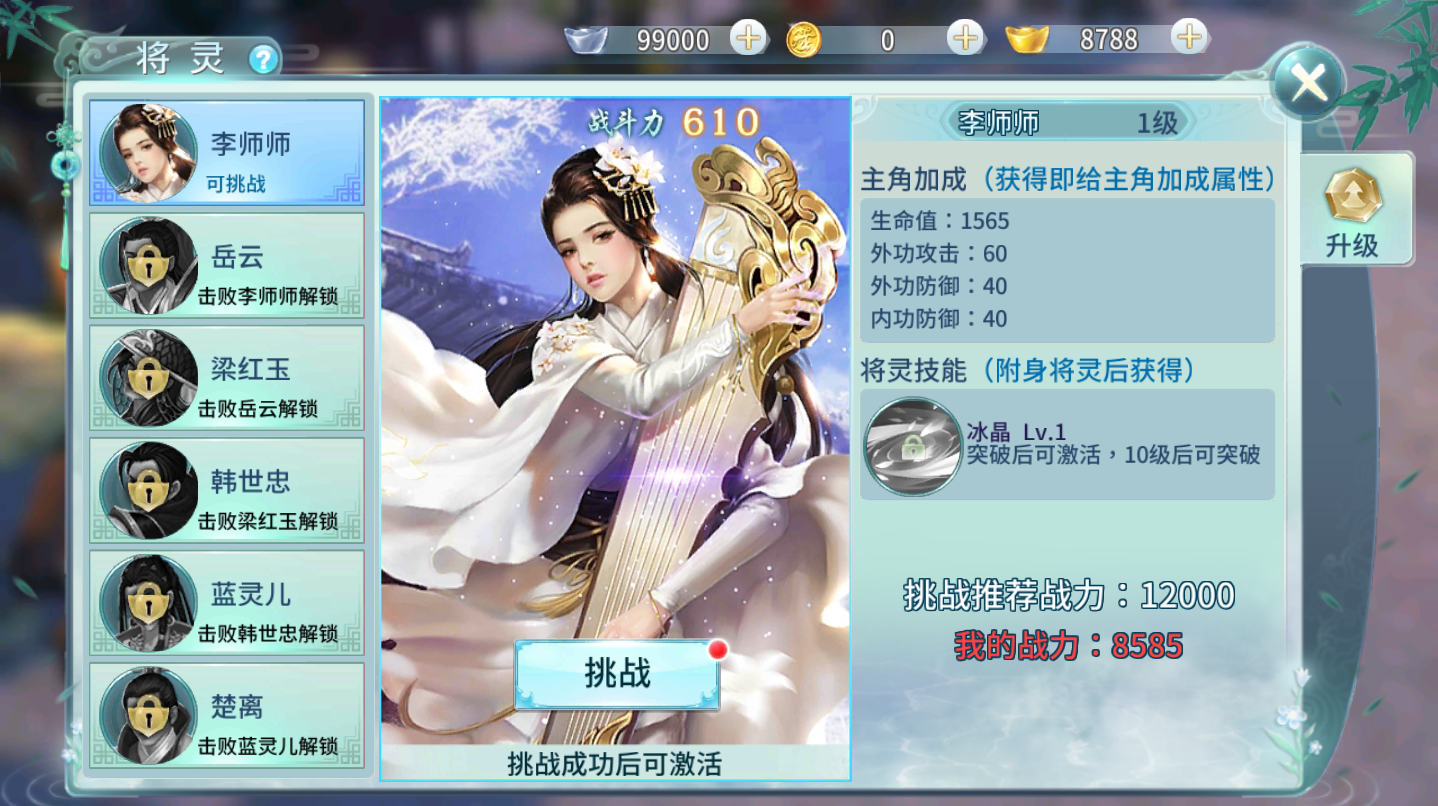 99000
0
8788
将灵
?
李师师
可挑战
岳云
击败李师师解锁
梁红玉
击败岳云解锁
韩世忠
击败梁红玉解锁
蓝灵儿
击败韩世忠解锁
楚离
击败蓝灵儿解锁
战斗力 610
挑战
挑战成功后可激活
李师师 1级
主角加成（获得即给主角加成属性）
生命值：1565
外功攻击：60
外功防御：40
内功防御：40
将灵技能（附身将灵后获得）
冰晶 Lv.1
突破后可激活，10级后可突破
挑战推荐战力：12000
我的战力：8585
升级